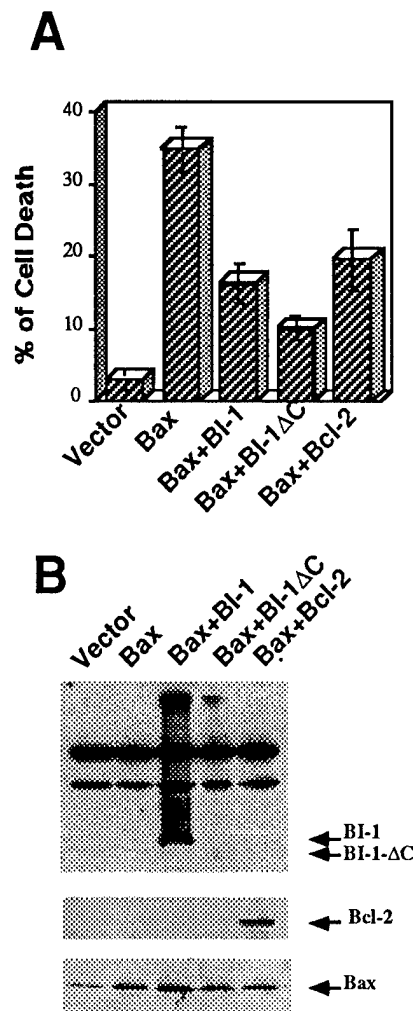 A
% of Cell Death
40
30
20
10
0
Vector
Bax
Bax+BI-1
Bax+BI-1ΔC
Bax+Bcl-2
B
Vector
Bax
Bax+BI-1
Bax+BI-1ΔC
Bax+Bcl-2
BI-1
BI-1-ΔC
Bcl-2
Bax